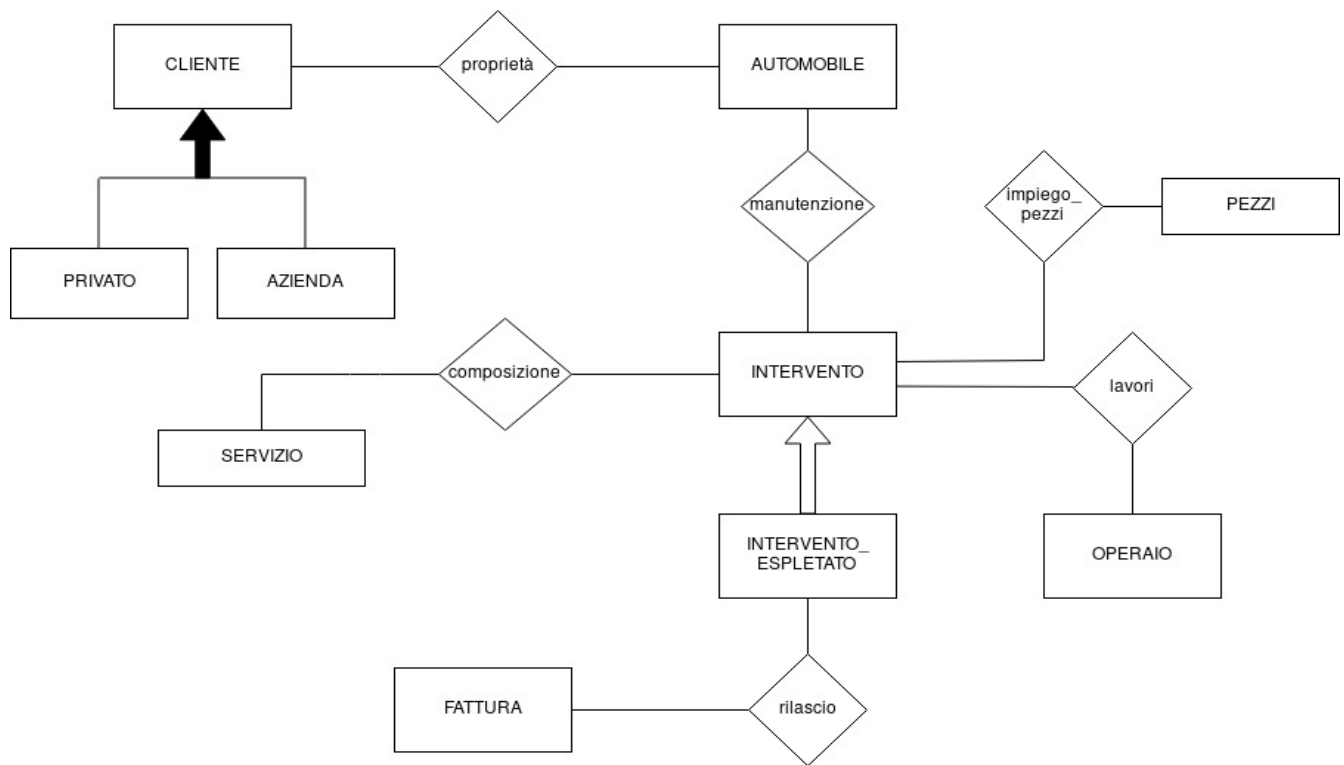 CLIENTE
proprietà
AUTOMOBILE
manutenzione
impiego_
pezzi
PEZZI
PRIVATO
AZIENDA
composizione
INTERVENTO
lavori
SERVIZIO
INTERVENTO_
ESPLETATO
OPERAIO
FATTURA
rilascio